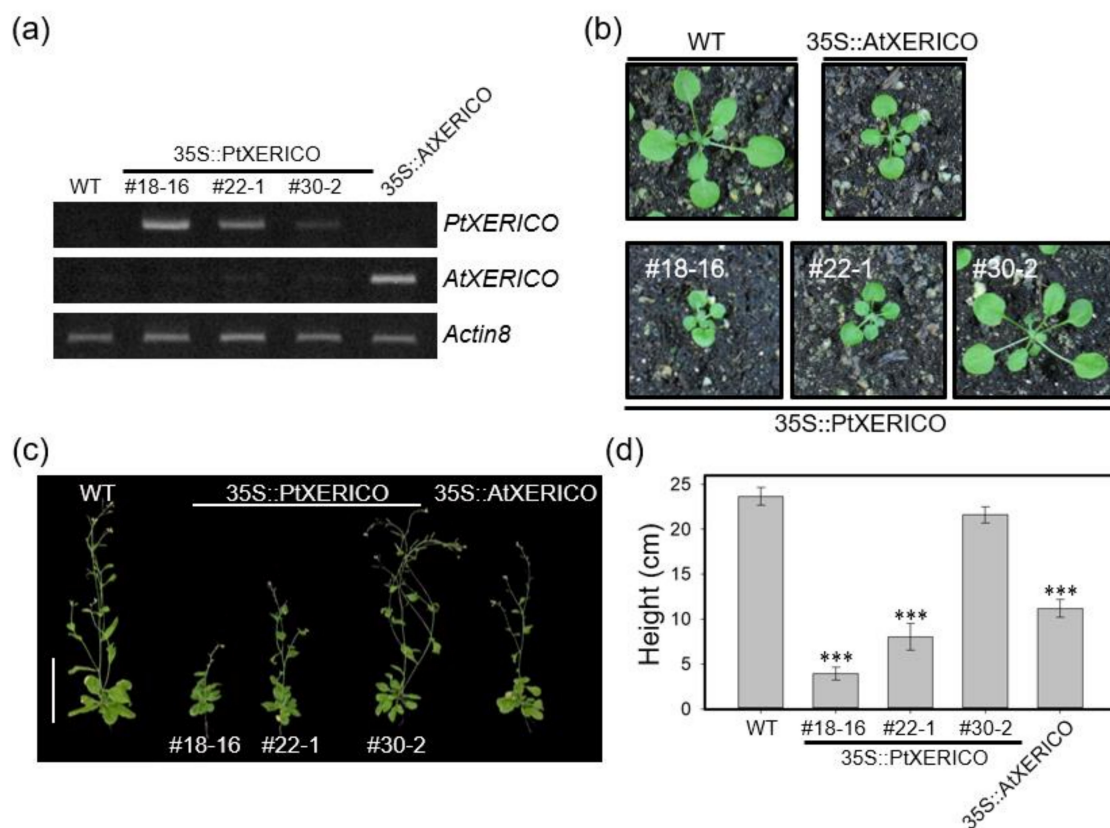 (a)
35S::PtXERICO
35S::AtXERICO
WT
#18-16
#22-1
#30-2
PtXERICO
AtXERICO
Actin8
(b)
WT
35S::AtXERICO
#18-16
#22-1
#30-2
35S::PtXERICO
(c)
WT
35S::PtXERICO
35S::AtXERICO
#18-16
#22-1
#30-2
(d)
Height (cm)
25
20
15
10
5
0
***
***
***
WT
#18-16
#22-1
#30-2
35S::PtXERICO
35S::AtXERICO